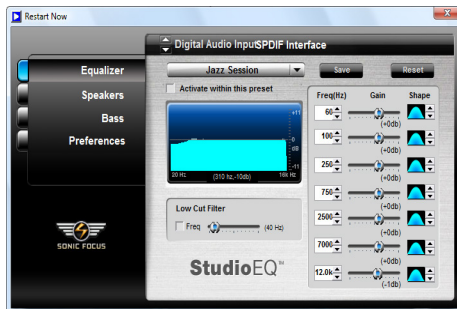 Restart Now
Digital Audio InputSPDIF Interface
Equalizer
Speakers
Bass
Preferences
SONIC FOCUS
Jazz Session
Save
Reset
Activate within this preset
+11
0
dB
-11
20 Hz
(310 hz,-10db)
16k Hz
Low Cut Filter
Freq
(40 Hz)
StudioEQ™
Freq(Hz) Gain Shape
60
(+0db)
100
(+0db)
250
(+0db)
750
(+0db)
2500
(+0db)
7000
(+0db)
12.0k
(-1db)